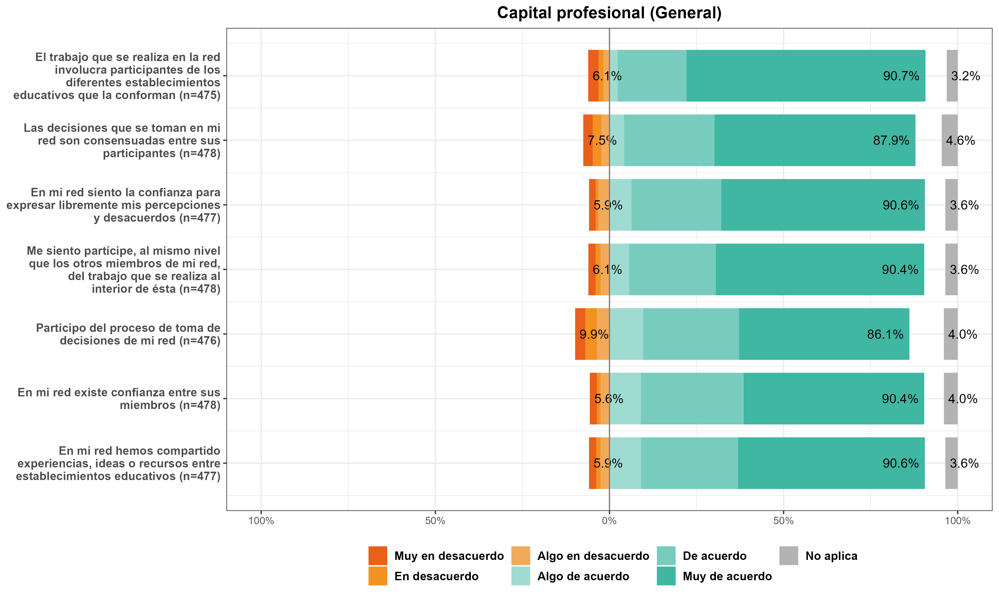 Capital profesional (General)
El trabajo que se realiza en la red
involucra participantes de los
diferentes establecimientos
educativos que la conforman (n=475)
6.1%
90.7%
3.2%
Las decisiones que se toman en mi
red son consensuadas entre sus
participantes (n=478)
7.5%
87.9%
4.6%
En mi red siento la confianza para
expresar libremente mis percepciones
y desacuerdos (n=477)
5.9%
90.6%
3.6%
Me siento partícipe, al mismo nivel
que los otros miembros de mi red,
del trabajo que se realiza al
interior de ésta (n=478)
6.1%
90.4%
3.6%
Participo del proceso de toma de
decisiones de mi red (n=476)
9.9%
86.1%
4.0%
En mi red existe confianza entre sus
miembros (n=478)
5.6%
90.4%
4.0%
En mi red hemos compartido
experiencias, ideas o recursos entre
establecimientos educativos (n=477)
5.9%
90.6%
3.6%
100%
50%
0%
50%
100%
Muy en desacuerdo
En desacuerdo
Algo en desacuerdo
Algo de acuerdo
De acuerdo
Muy de acuerdo
No aplica